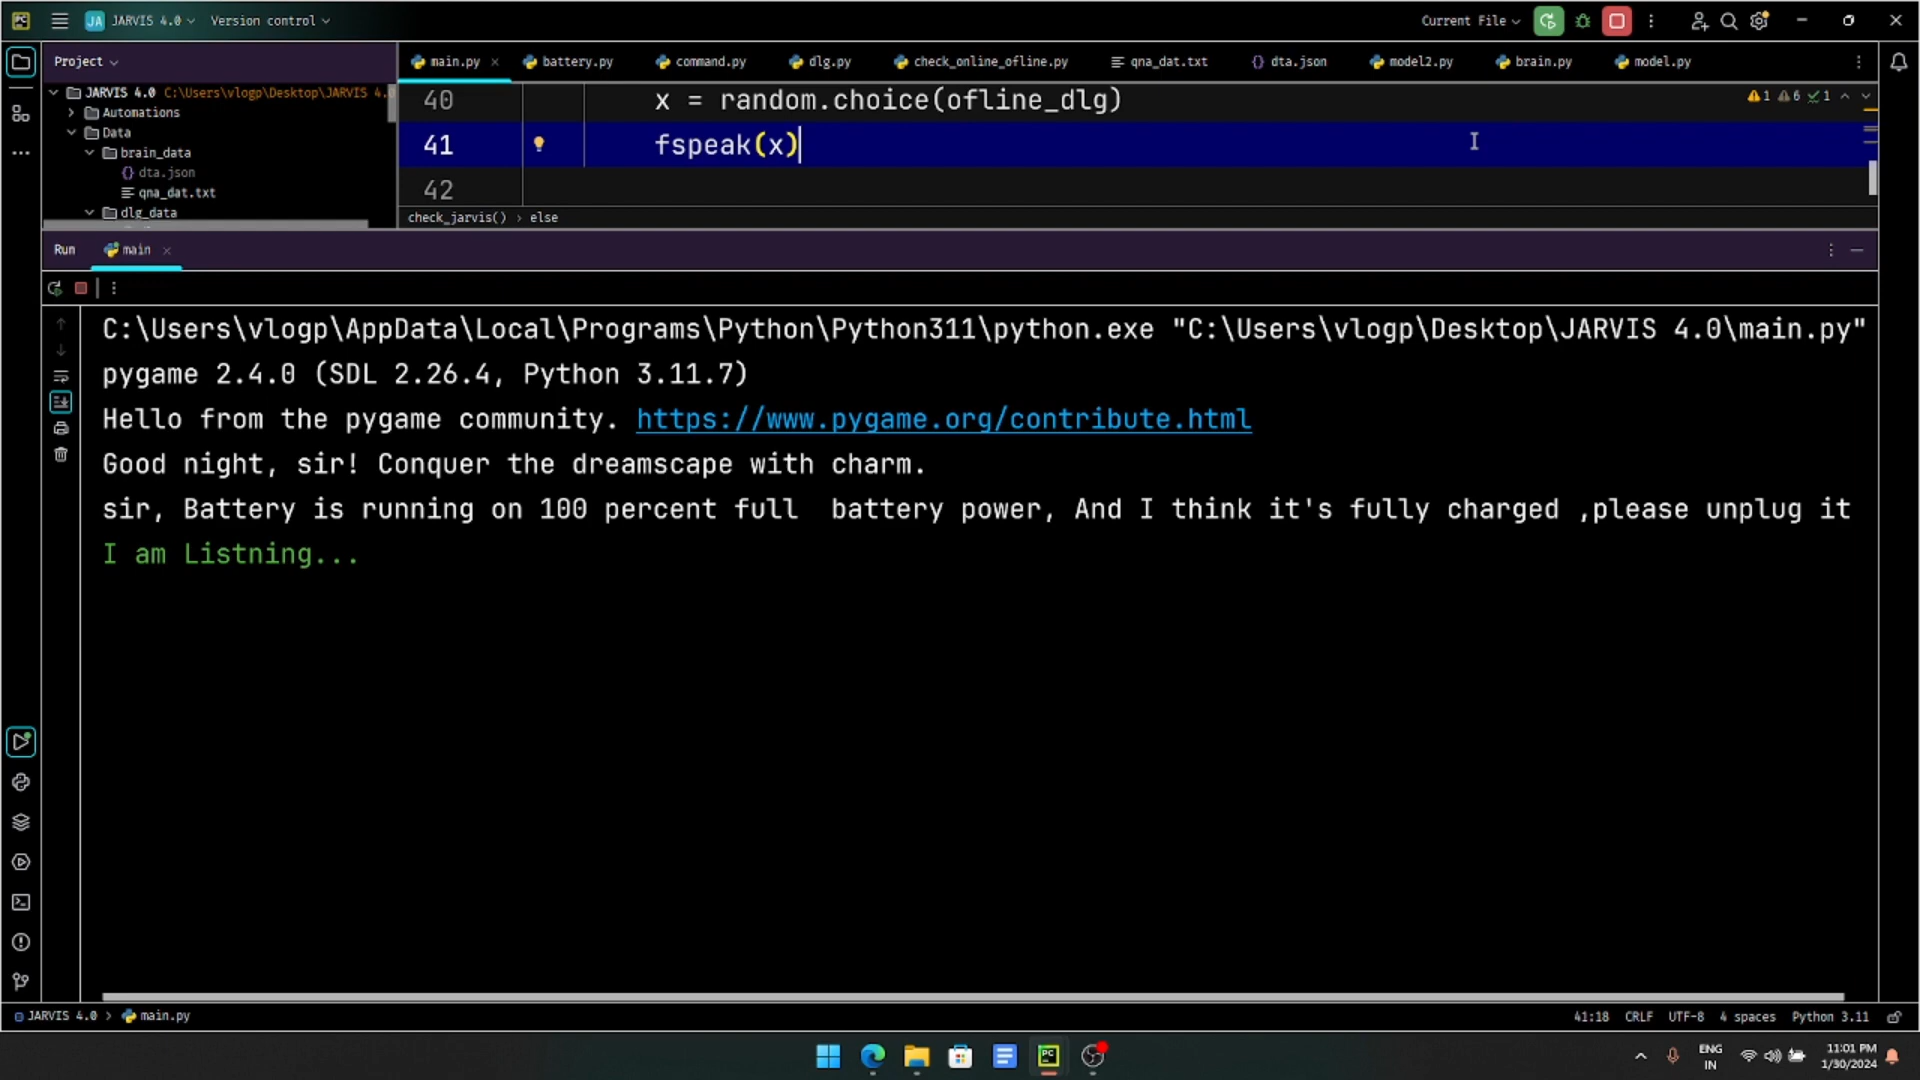 JARVIS 4.0
Version control
Current File
Project
main.py
battery.py
command.py
dlg.py
check_online_ofline.py
qna_dat.txt
dta.json
model2.py
brain.py
model.py
JARVIS 4.0 C:\Users\vlogp\Desktop\JARVIS 4.
Automations
Data
brain_data
dta.json
qna_dat.txt
dlg_data
40 x = random.choice(ofline_dlg)
41 fspeak(x)
42
1 6 1
check_jarvis() › else
Run main
C:\Users\vlogp\AppData\Local\Programs\Python\Python311\python.exe "C:\Users\vlogp\Desktop\JARVIS 4.0\main.py"
pygame 2.4.0 (SDL 2.26.4, Python 3.11.7)
Hello from the pygame community. https://www.pygame.org/contribute.html
Good night, sir! Conquer the dreamscape with charm.
sir, Battery is running on 100 percent full  battery power, And I think it's fully charged ,please unplug it
I am Listning...
JARVIS 4.0 › main.py
41:18 CRLF UTF-8 4 spaces Python 3.11
ENG
IN
11:01 PM
1/30/2024